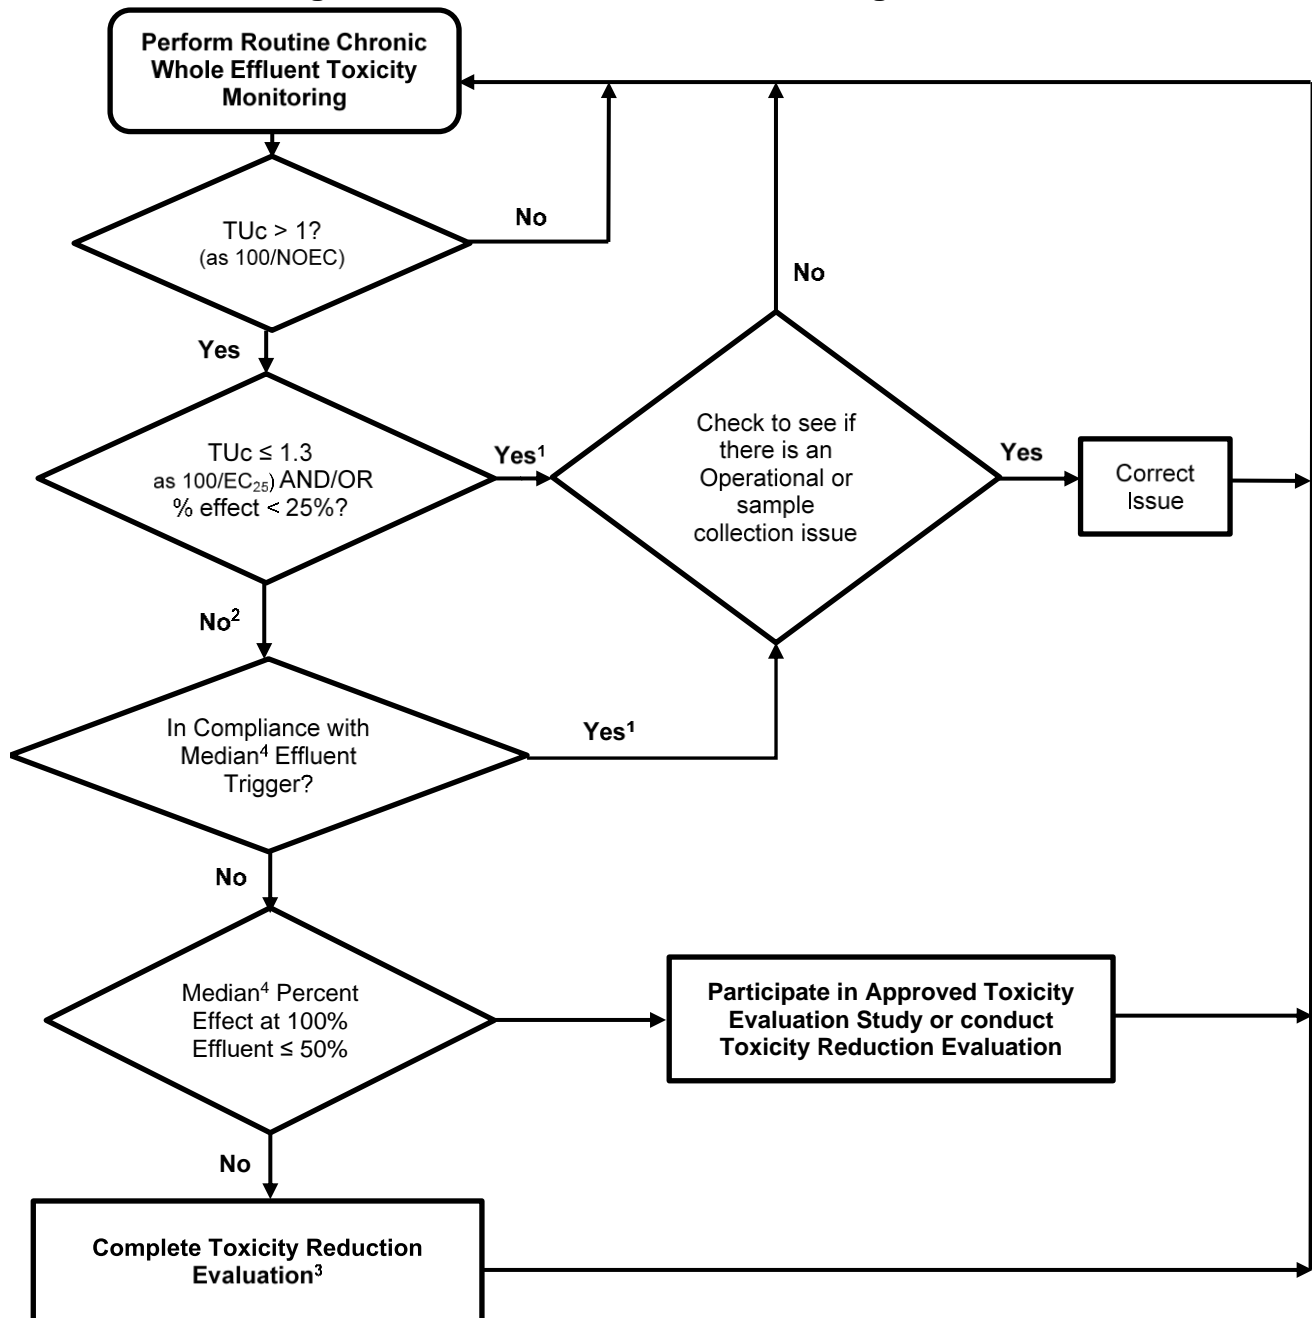 Perform Routine Chronic
Whole Effluent Toxicity
Monitoring
TUc > 1?
(as 100/NOEC)
No
Yes
No
TUc ≤ 1.3
as 100/EC₂₅) AND/OR
% effect < 25%?
Yes¹
Check to see if
there is an
Operational or
sample
collection issue
Yes
Correct
Issue
No²
In Compliance with
Median⁴ Effluent
Trigger?
Yes¹
No
Median⁴ Percent
Effect at 100%
Effluent ≤ 50%
Participate in Approved Toxicity
Evaluation Study or conduct
Toxicity Reduction Evaluation
No
Complete Toxicity Reduction
Evaluation³